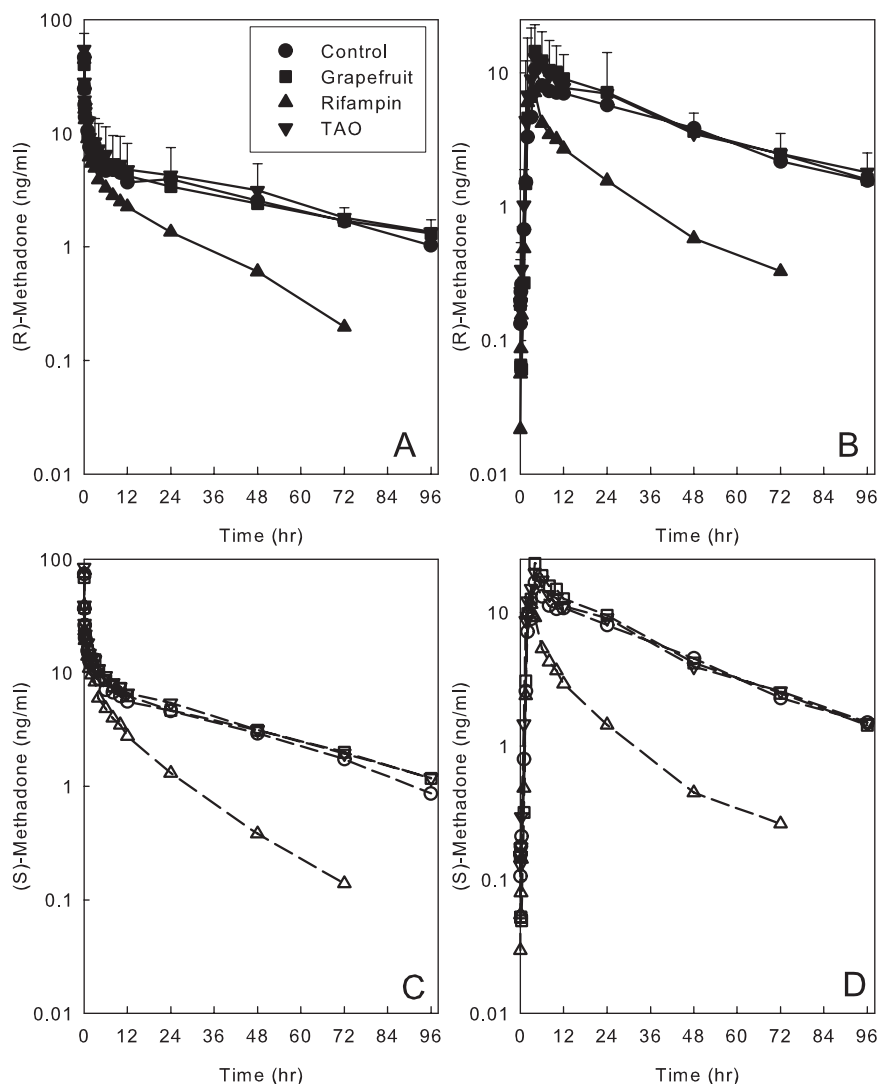 100
10
1
0.1
0.01
(R)-Methadone (ng/ml)
Control
Grapefruit
Rifampin
TAO
A
0 12 24 36 48 60 72 84 96
Time (hr)
10
1
0.1
0.01
(R)-Methadone (ng/ml)
B
0 12 24 36 48 60 72 84 96
Time (hr)
100
10
1
0.1
0.01
(S)-Methadone (ng/ml)
C
0 12 24 36 48 60 72 84 96
Time (hr)
10
1
0.1
0.01
(S)-Methadone (ng/ml)
D
0 12 24 36 48 60 72 84 96
Time (hr)